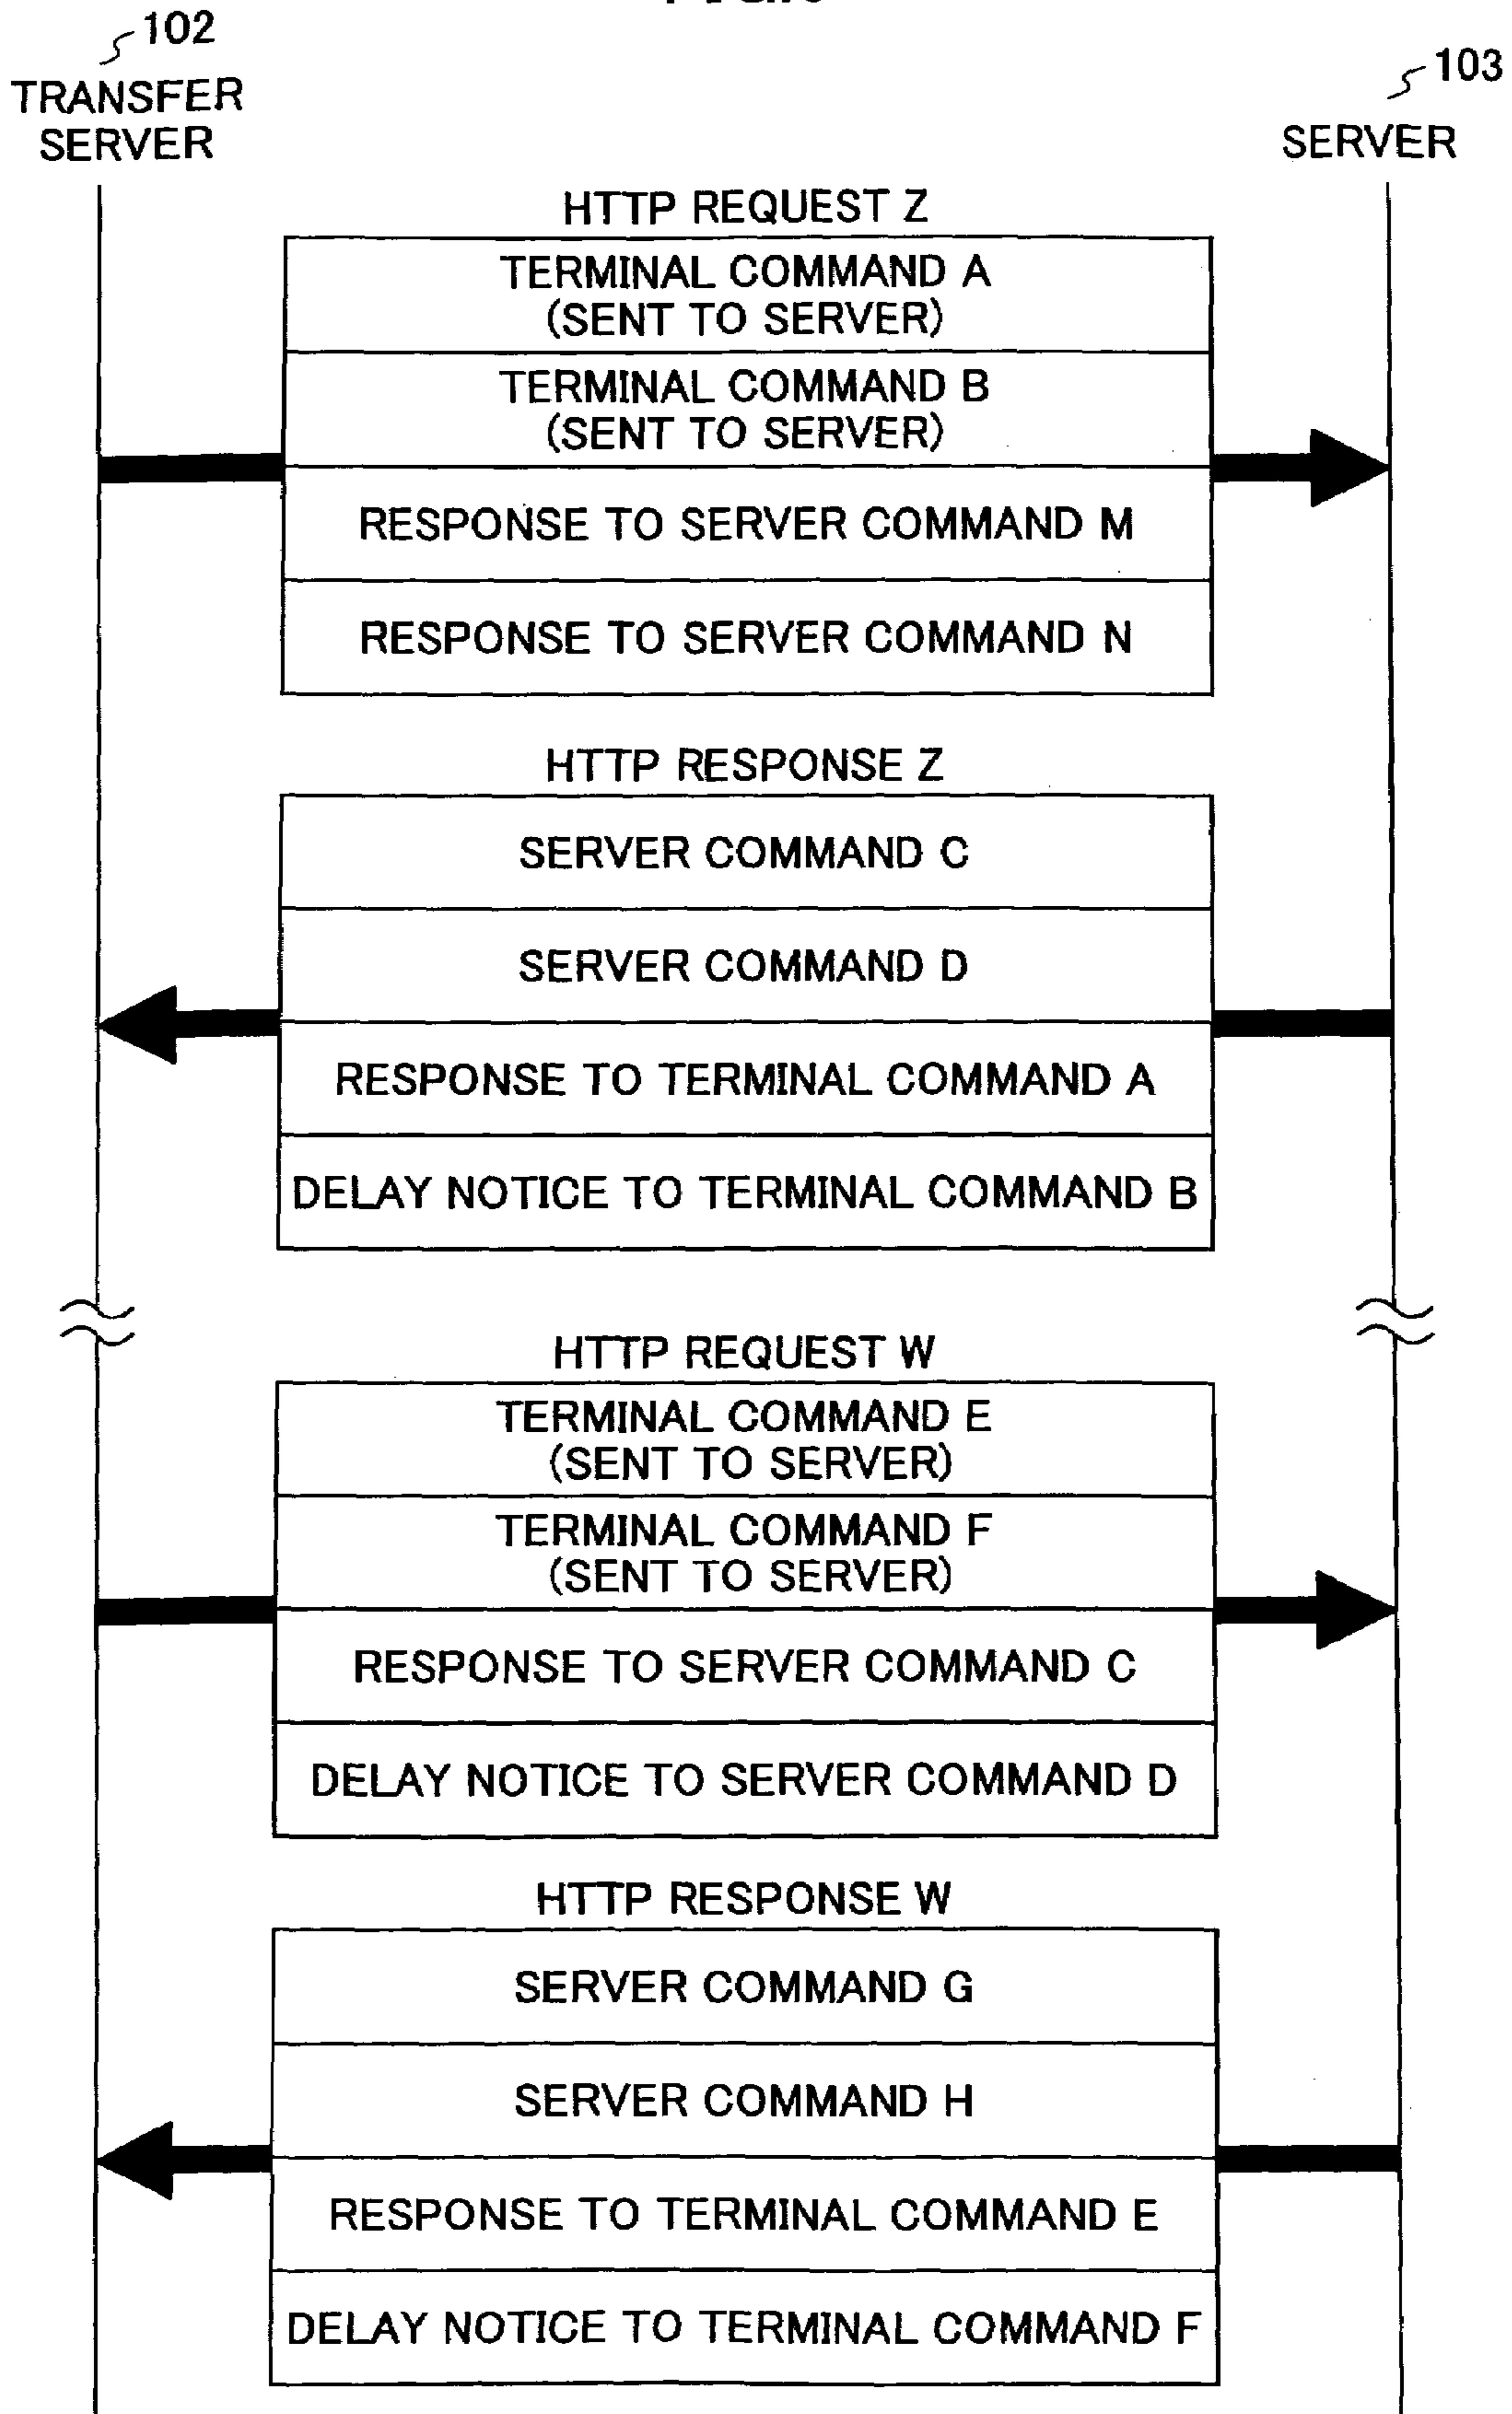 102
TRANSFER
SERVER
103
SERVER
HTTP REQUEST Z
TERMINAL COMMAND A
(SENT TO SERVER)
TERMINAL COMMAND B
(SENT TO SERVER)
RESPONSE TO SERVER COMMAND M
RESPONSE TO SERVER COMMAND N
HTTP RESPONSE Z
SERVER COMMAND C
SERVER COMMAND D
RESPONSE TO TERMINAL COMMAND A
DELAY NOTICE TO TERMINAL COMMAND B
HTTP REQUEST W
TERMINAL COMMAND E
(SENT TO SERVER)
TERMINAL COMMAND F
(SENT TO SERVER)
RESPONSE TO SERVER COMMAND C
DELAY NOTICE TO SERVER COMMAND D
HTTP RESPONSE W
SERVER COMMAND G
SERVER COMMAND H
RESPONSE TO TERMINAL COMMAND E
DELAY NOTICE TO TERMINAL COMMAND F